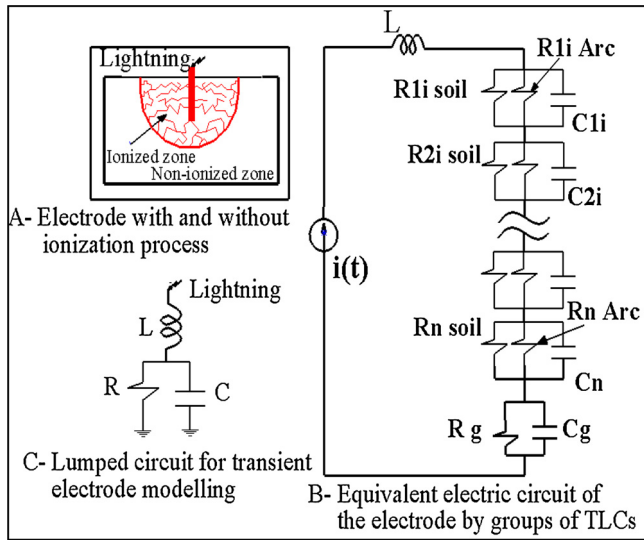 Lightning
Ionized zone
Non-ionized zone
A- Electrode with and without
ionization process
Lightning
L
R
C
C- Lumped circuit for transient
electrode modelling
L
R1i Arc
R1i soil
C1i
R2i soil
C2i
i(t)
Rn Arc
Rn soil
Cn
R g
Cg
B- Equivalent electric circuit of
the electrode by groups of TLCs